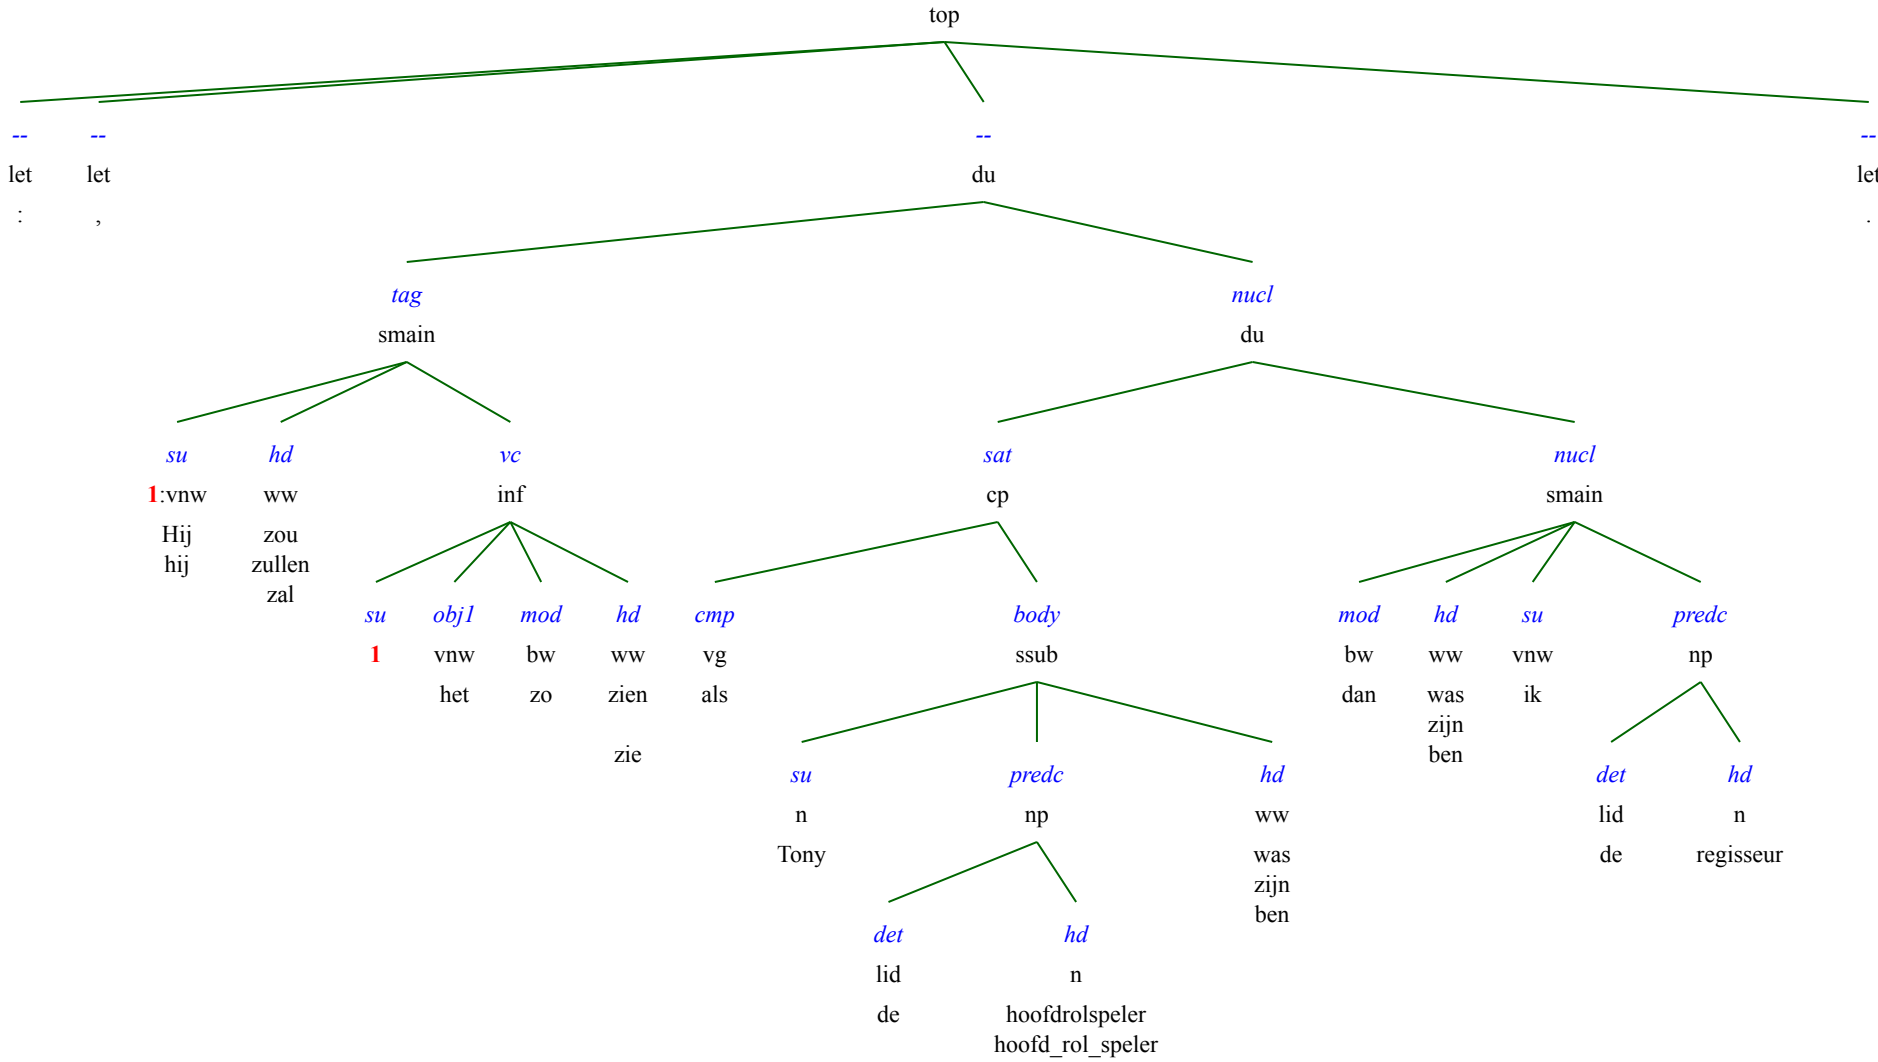 top
-- -- -- --
let let du let
: , .
tag nucl
smain du
su hd vc sat nucl
1:vnw ww inf cp smain
Hij zou
hij zullen
zal
su obj1 mod hd cmp body mod hd su predc
1 vnw bw ww vg ssub bw ww vnw np
het zo zien als dan was ik
zijn
zie ben
su predc hd det hd
n np ww lid n
Tony was de regisseur
zijn
ben
det hd
lid n
de hoofdrolspeler
hoofd_rol_speler